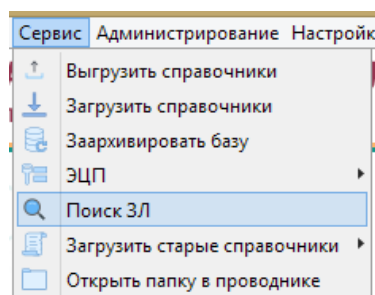 Сервис Администрирование Настройк
Выгрузить справочники
Загрузить справочники
Заархивировать базу
ЭЦП
Поиск ЗЛ
Загрузить старые справочники
Открыть папку в проводнике